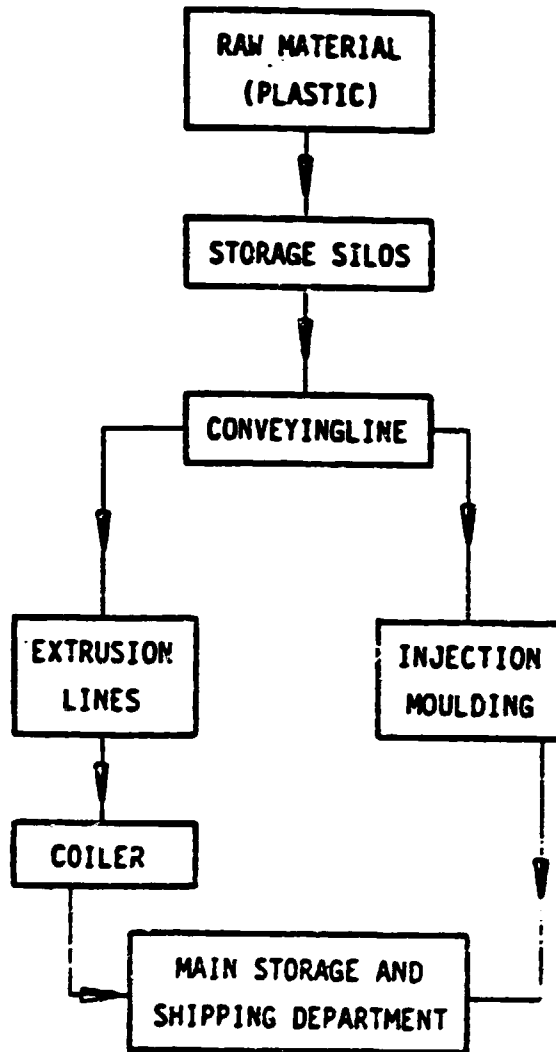 RAW MATERIAL
(PLASTIC)
STORAGE SILOS
CONVEYINGLINE
EXTRUSION
LINES
INJECTION
MOULDING
COILER
MAIN STORAGE AND
SHIPPING DEPARTMENT